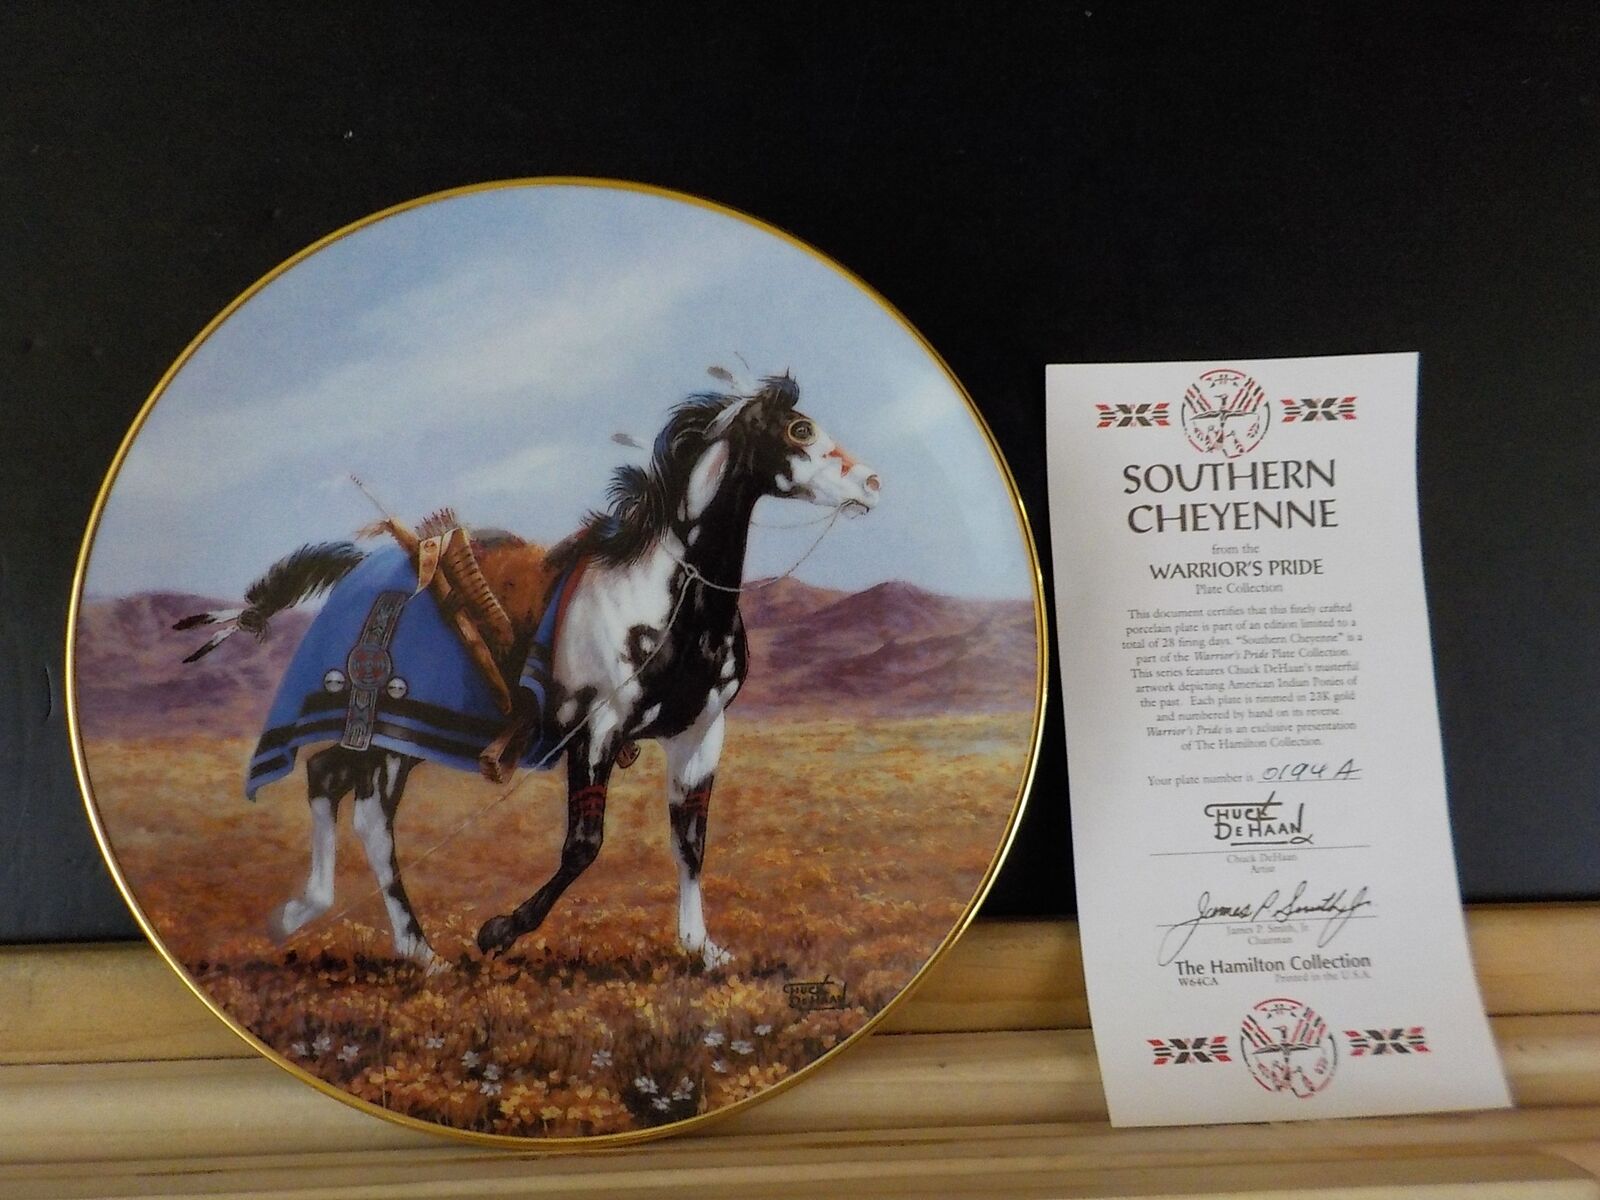 CHUCK
DEHAAN
SOUTHERN
CHEYENNE
from the
WARRIOR'S PRIDE
Plate Collection
This document certifies that this finely crafted
porcelain plate is part of an edition limited to a
total of 28 firing days. "Southern Cheyenne" is a
part of the Warrior's Pride Plate Collection.
This series features Chuck DeHaan's masterful
artwork depicting American Indian Ponies of
the past. Each plate is rimmed in 23K gold
and numbered by hand on its reverse.
Warrior's Pride is an exclusive presentation
of The Hamilton Collection.
Your plate number is 0194 A
CHUCK
DEHAAN
Chuck DeHaan
Artist
James P. Smith Jr.
James P. Smith, Jr.
Chairman
The Hamilton Collection
W64CA Printed in the U.S.A.